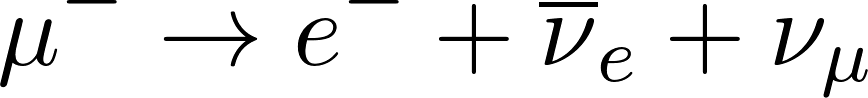 μ⁻ → e⁻ + ν̅ₑ + ν_μ